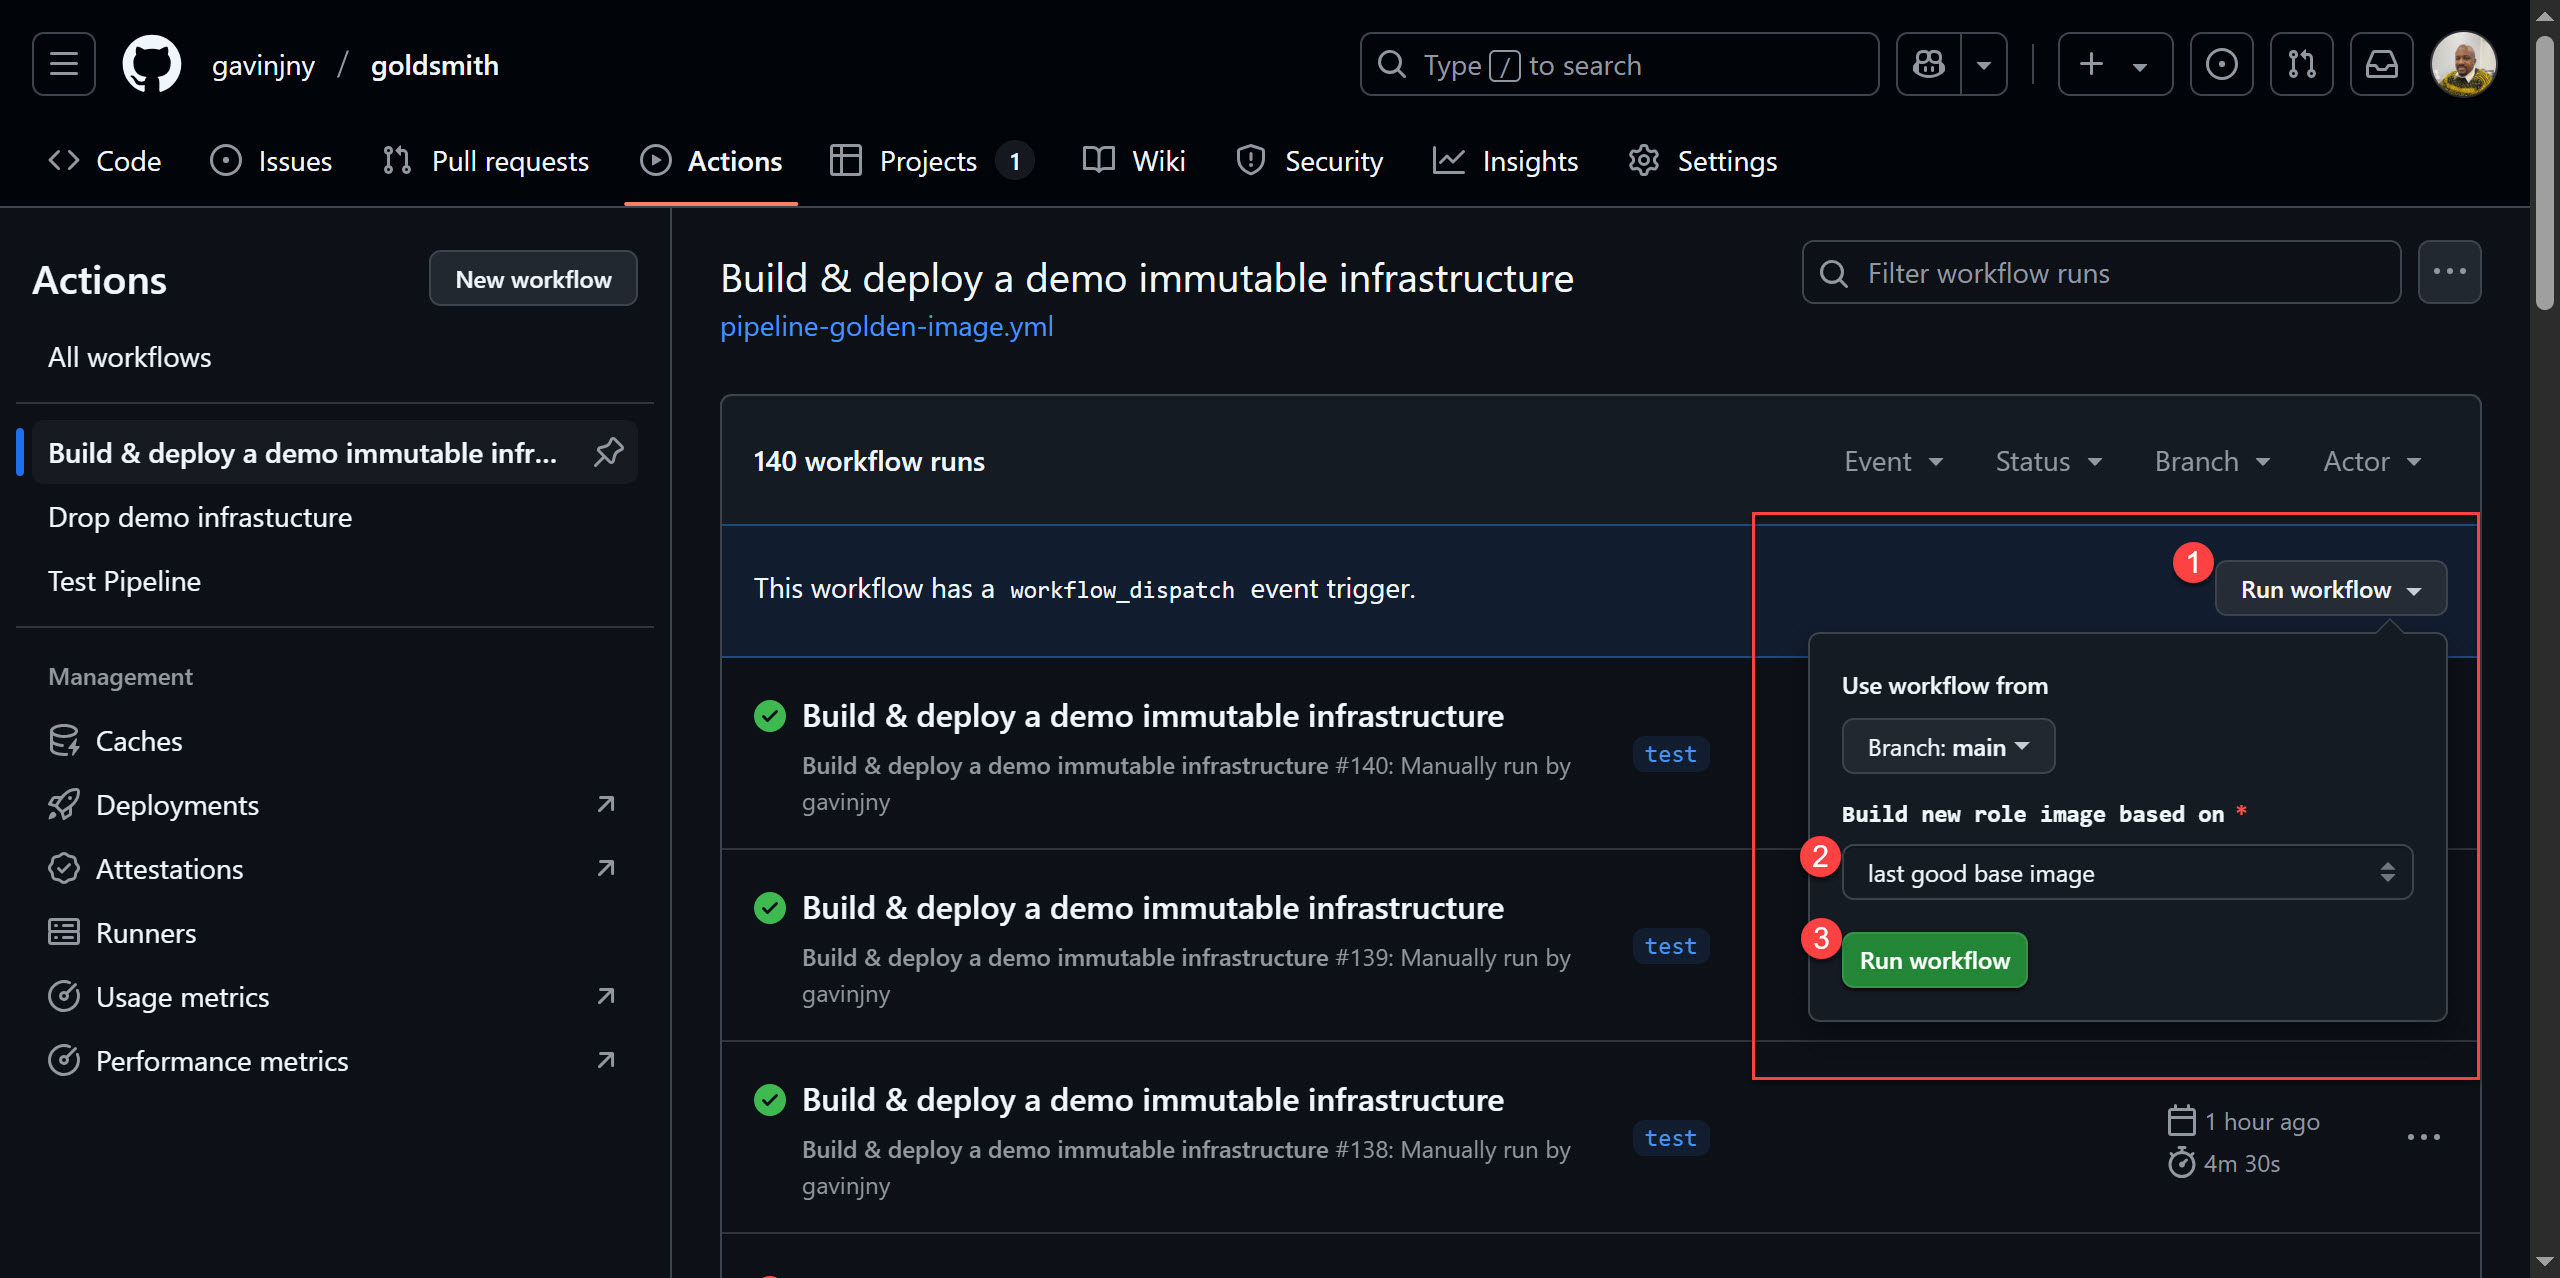 gavinjny / goldsmith
Type / to search
Code
Issues
Pull requests
Actions
Projects 1
Wiki
Security
Insights
Settings
Actions
New workflow
All workflows
Build & deploy a demo immutable infr...
Drop demo infrastucture
Test Pipeline
Management
Caches
Deployments
Attestations
Runners
Usage metrics
Performance metrics
Build & deploy a demo immutable infrastructure
pipeline-golden-image.yml
Filter workflow runs
140 workflow runs
Event
Status
Branch
Actor
This workflow has a workflow_dispatch event trigger.
1
Run workflow
Use workflow from
Branch: main
Build new role image based on *
2
last good base image
3
Run workflow
Build & deploy a demo immutable infrastructure
Build & deploy a demo immutable infrastructure #140: Manually run by
gavinjny
test
Build & deploy a demo immutable infrastructure
Build & deploy a demo immutable infrastructure #139: Manually run by
gavinjny
test
Build & deploy a demo immutable infrastructure
Build & deploy a demo immutable infrastructure #138: Manually run by
gavinjny
test
1 hour ago
4m 30s